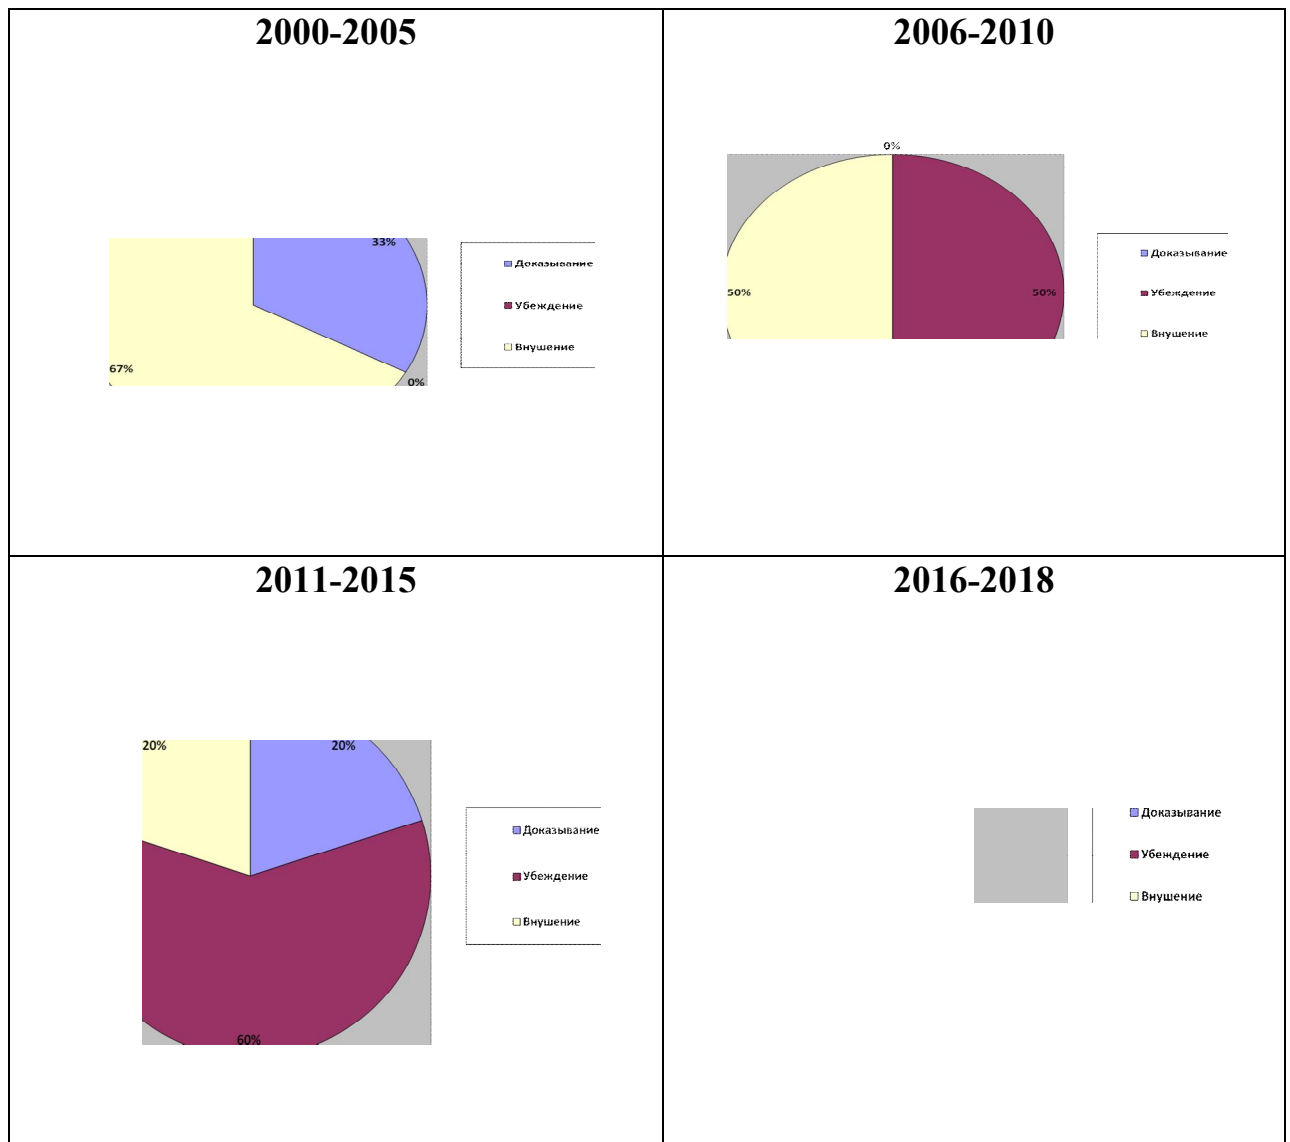 2000-2005
33%
67%
0%
Доказывание
Убеждение
Внушение
2006-2010
0%
50%
50%
Доказывание
Убеждение
Внушение
2011-2015
20%
20%
60%
Доказывание
Убеждение
Внушение
2016-2018
Доказывание
Убеждение
Внушение